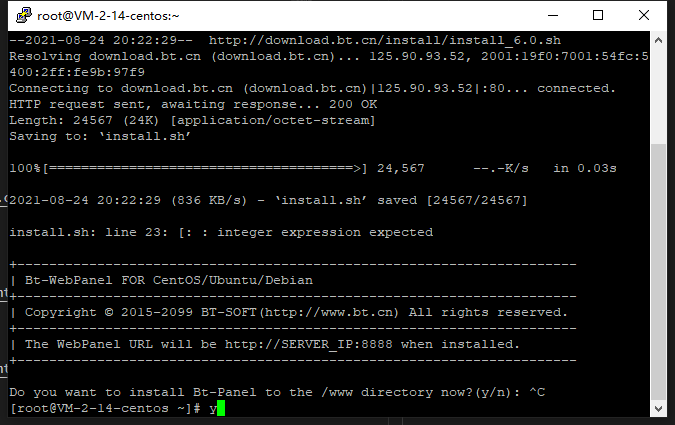 root@VM-2-14-centos:~
--2021-08-24 20:22:29--  http://download.bt.cn/install/install_6.0.sh
Resolving download.bt.cn (download.bt.cn)... 125.90.93.52, 2001:19f0:7001:54fc:5
400:2ff:fe9b:97f9
Connecting to download.bt.cn (download.bt.cn)|125.90.93.52|:80... connected.
HTTP request sent, awaiting response... 200 OK
Length: 24567 (24K) [application/octet-stream]
Saving to: ‘install.sh’
100%[======================================>] 24,567      --.-K/s   in 0.03s
2021-08-24 20:22:29 (836 KB/s) - ‘install.sh’ saved [24567/24567]
install.sh: line 23: [: : integer expression expected
+----------------------------------------------------------------------
| Bt-WebPanel FOR CentOS/Ubuntu/Debian
+----------------------------------------------------------------------
| Copyright © 2015-2099 BT-SOFT(http://www.bt.cn) All rights reserved.
+----------------------------------------------------------------------
| The WebPanel URL will be http://SERVER_IP:8888 when installed.
+----------------------------------------------------------------------
Do you want to install Bt-Panel to the /www directory now?(y/n): ^C
[root@VM-2-14-centos ~]# y